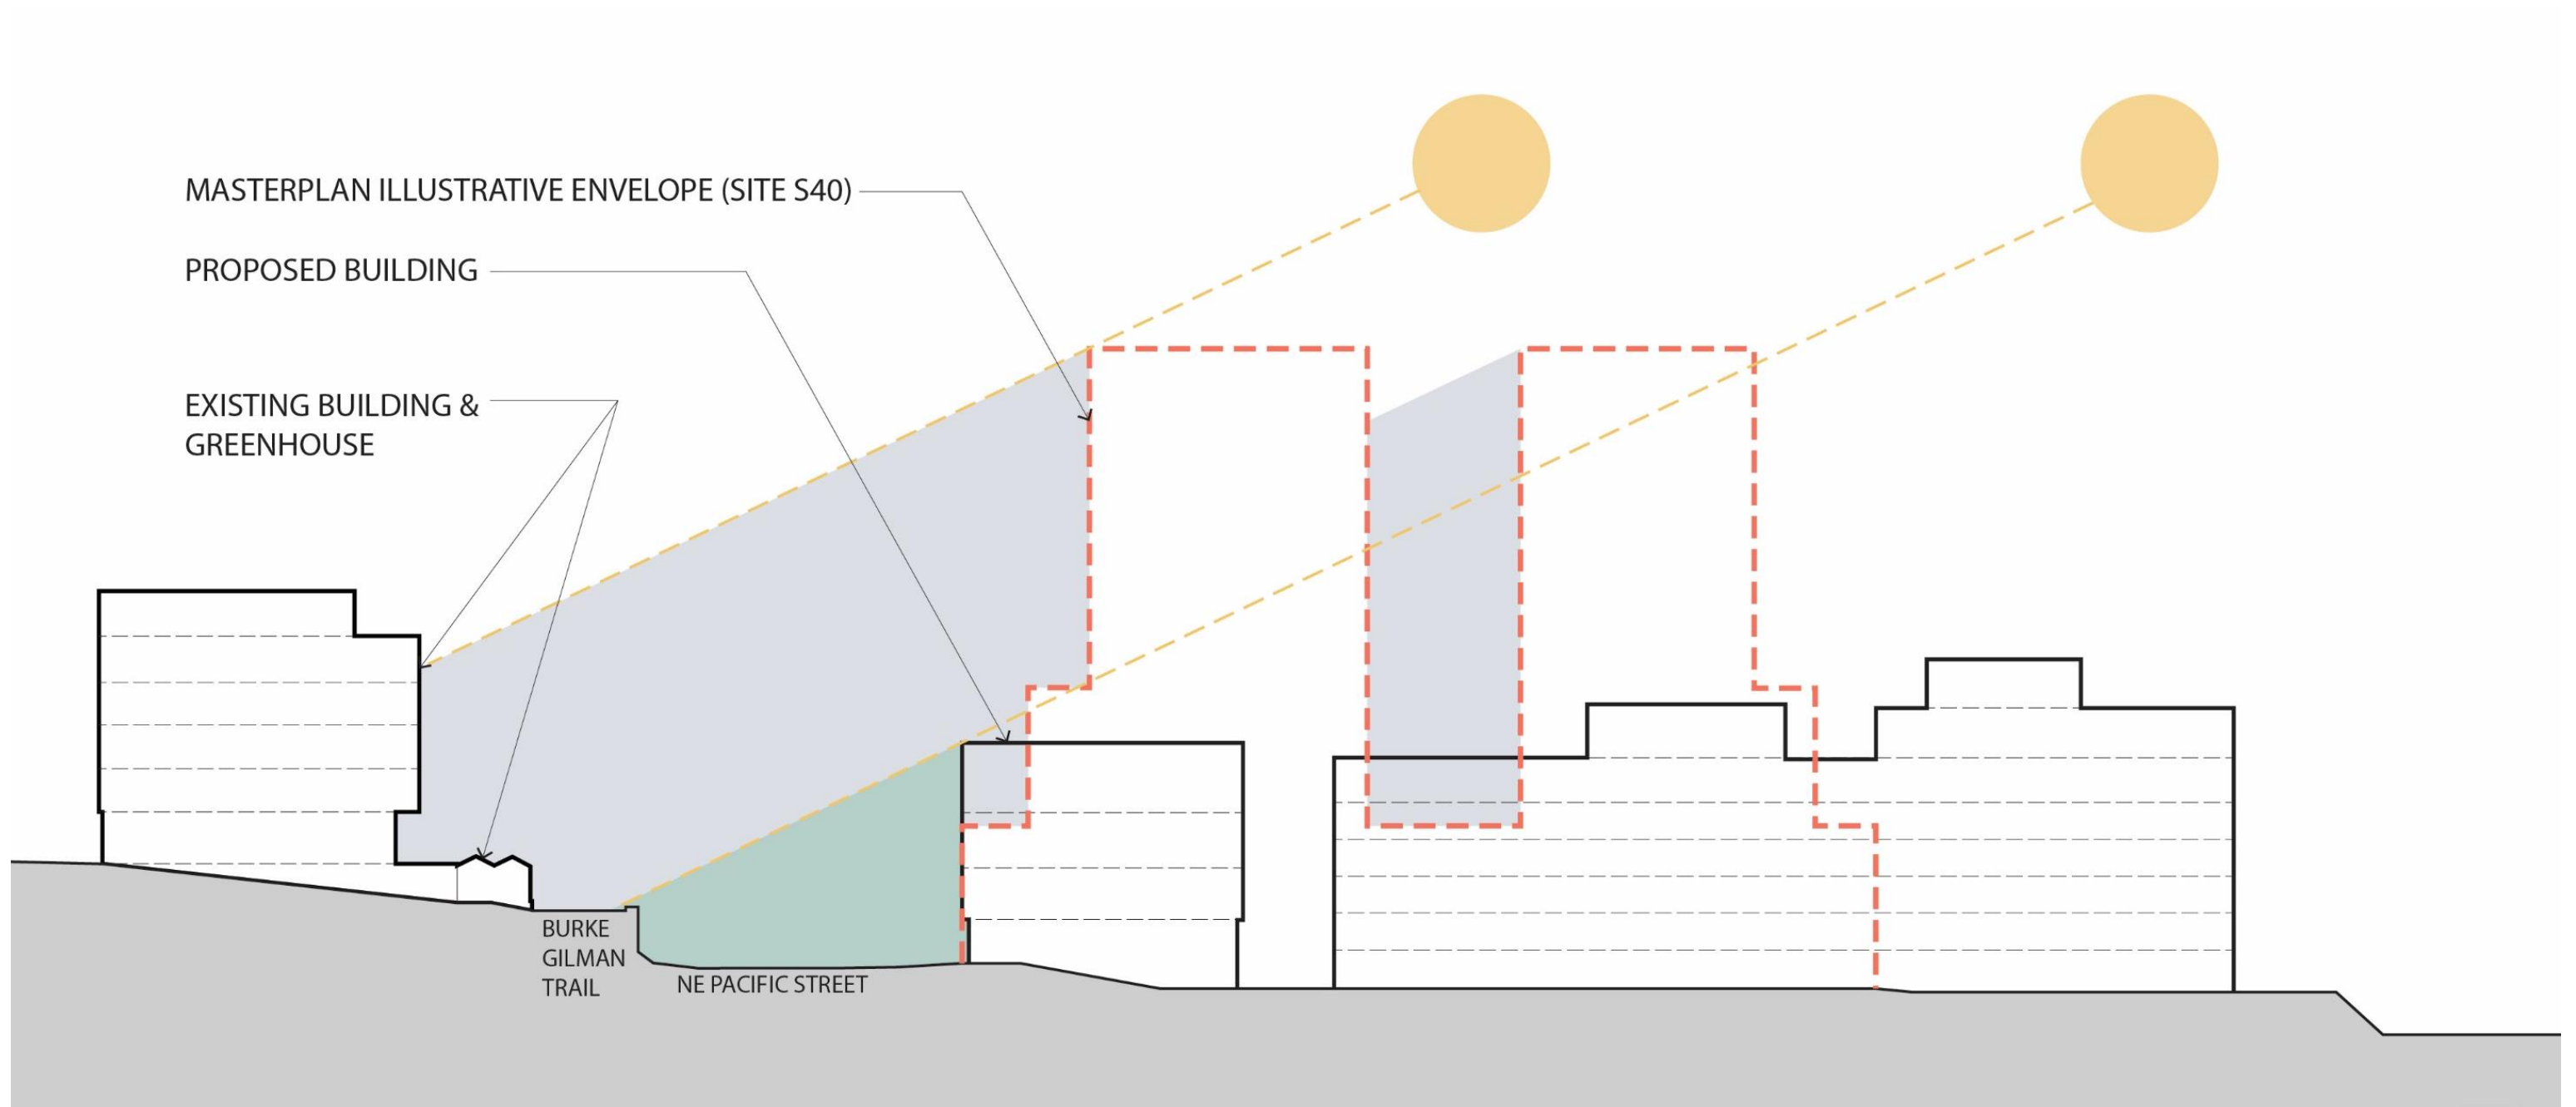 MASTERPLAN ILLUSTRATIVE ENVELOPE (SITE S40)
PROPOSED BUILDING
EXISTING BUILDING &
GREENHOUSE
BURKE
GILMAN
TRAIL
NE PACIFIC STREET